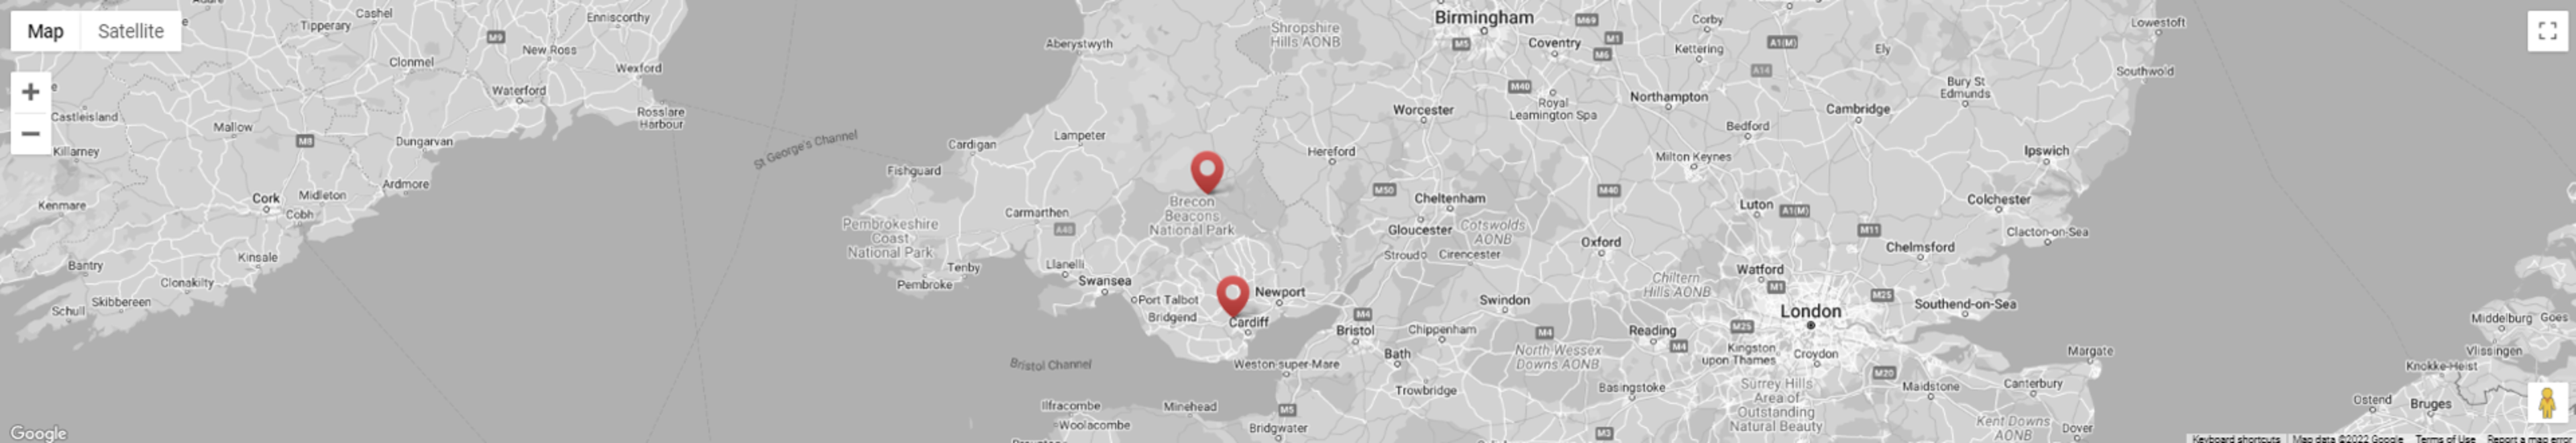 Map
Satellite
Cashel
Tipperary
Enniscorthy
M9
New Ross
Clonmel
Wexford
Waterford
Castleisland
Rosslare
Harbour
Mallow
M8
Dungarvan
Killarney
Ardmore
Kenmare
Cork
Midleton
Cobh
Bantry
Kinsale
Clonakilty
Skibbereen
Schull
St George's Channel
Aberystwyth
Shropshire
Hills AONB
Lampeter
Cardigan
Fishguard
Hereford
Pembrokeshire
Coast
National Park
Carmarthen
A48
Brecon
Beacons
National Park
Llanelli
Tenby
Pembroke
Swansea
Port Talbot
Bridgend
Newport
Cardiff
Bristol Channel
Ilfracombe
Woolacombe
Minehead
Weston-super-Mare
M5
Bridgwater
Birmingham
M5
M69
Coventry
M1
M6
Corby
Kettering
A1(M)
A14
Ely
Lowestoft
Southwold
Bury St
Edmunds
M40
Royal
Leamington Spa
Worcester
Northampton
Cambridge
Bedford
Milton Keynes
Ipswich
M50
M40
Cheltenham
Gloucester
Cotswolds
AONB
Stroud
Cirencester
Oxford
Luton
A1(M)
M11
Colchester
Clacton-on-Sea
Chelmsford
Chiltern
Hills AONB
Watford
M1
M25
Southend-on-Sea
London
Swindon
M4
Bristol
Chippenham
M4
Reading
M4
M25
Kingston
upon Thames
Croydon
Bath
North Wessex
Downs AONB
Trowbridge
Basingstoke
Surrey Hills
Area of
Outstanding
Natural Beauty
M3
M20
Maidstone
Margate
Canterbury
Kent Downs
AONB
Dover
Middelburg
Goes
Vlissingen
Knokke-Heist
Ostend
Bruges
Google
Keyboard shortcuts
Map data ©2022 Google
Terms of Use
Report a map error